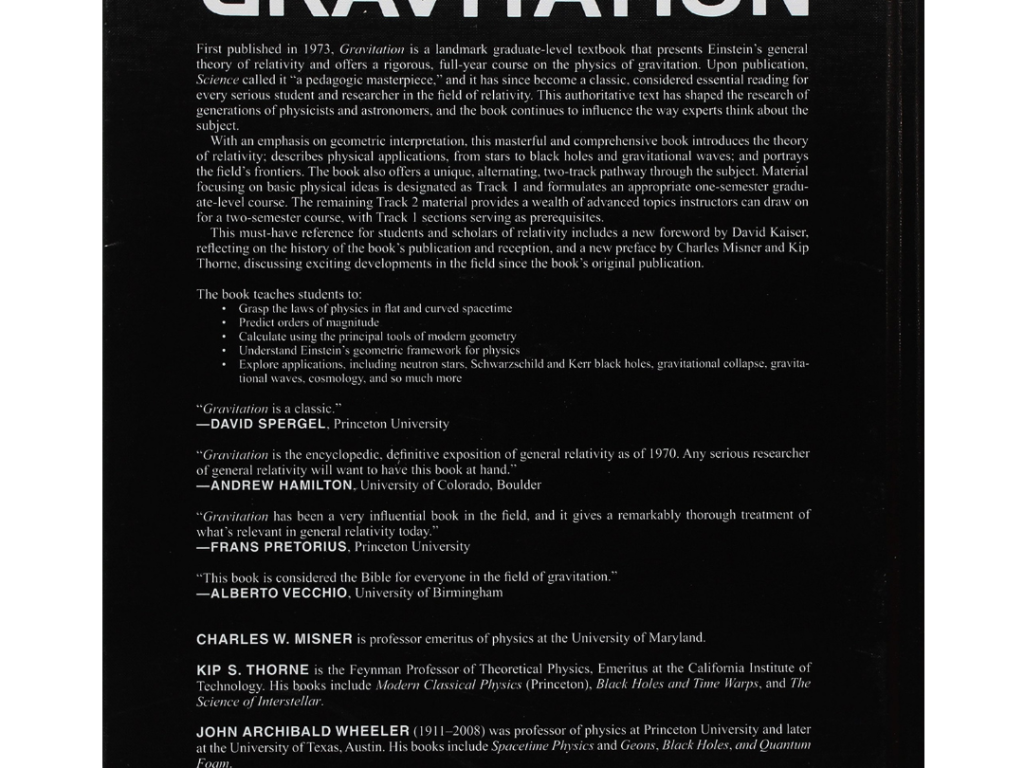 GRAVITATION
First published in 1973, Gravitation is a landmark graduate-level textbook that presents Einstein's general
theory of relativity and offers a rigorous, full-year course on the physics of gravitation. Upon publication,
Science called it “a pedagogic masterpiece,” and it has since become a classic, considered essential reading for
every serious student and researcher in the field of relativity. This authoritative text has shaped the research of
generations of physicists and astronomers, and the book continues to influence the way experts think about the
subject.
With an emphasis on geometric interpretation, this masterful and comprehensive book introduces the theory
of relativity; describes physical applications, from stars to black holes and gravitational waves; and portrays
the field's frontiers. The book also offers a unique, alternating, two-track pathway through the subject. Material
focusing on basic physical ideas is designated as Track 1 and formulates an appropriate one-semester gradu-
ate-level course. The remaining Track 2 material provides a wealth of advanced topics instructors can draw on
for a two-semester course, with Track 1 sections serving as prerequisites.
This must-have reference for students and scholars of relativity includes a new foreword by David Kaiser,
reflecting on the history of the book's publication and reception, and a new preface by Charles Misner and Kip
Thorne, discussing exciting developments in the field since the book's original publication.
The book teaches students to:
• Grasp the laws of physics in flat and curved spacetime
• Predict orders of magnitude
• Calculate using the principal tools of modern geometry
• Understand Einstein's geometric framework for physics
• Explore applications, including neutron stars, Schwarzschild and Kerr black holes, gravitational collapse, gravita-
tional waves, cosmology, and so much more
“Gravitation is a classic.”
—DAVID SPERGEL, Princeton University
“Gravitation is the encyclopedic, definitive exposition of general relativity as of 1970. Any serious researcher
of general relativity will want to have this book at hand.”
—ANDREW HAMILTON, University of Colorado, Boulder
“Gravitation has been a very influential book in the field, and it gives a remarkably thorough treatment of
what's relevant in general relativity today.”
—FRANS PRETORIUS, Princeton University
“This book is considered the Bible for everyone in the field of gravitation.”
—ALBERTO VECCHIO, University of Birmingham
CHARLES W. MISNER is professor emeritus of physics at the University of Maryland.
KIP S. THORNE is the Feynman Professor of Theoretical Physics, Emeritus at the California Institute of
Technology. His books include Modern Classical Physics (Princeton), Black Holes and Time Warps, and The
Science of Interstellar.
JOHN ARCHIBALD WHEELER (1911–2008) was professor of physics at Princeton University and later
at the University of Texas, Austin. His books include Spacetime Physics and Geons, Black Holes, and Quantum
Foam.